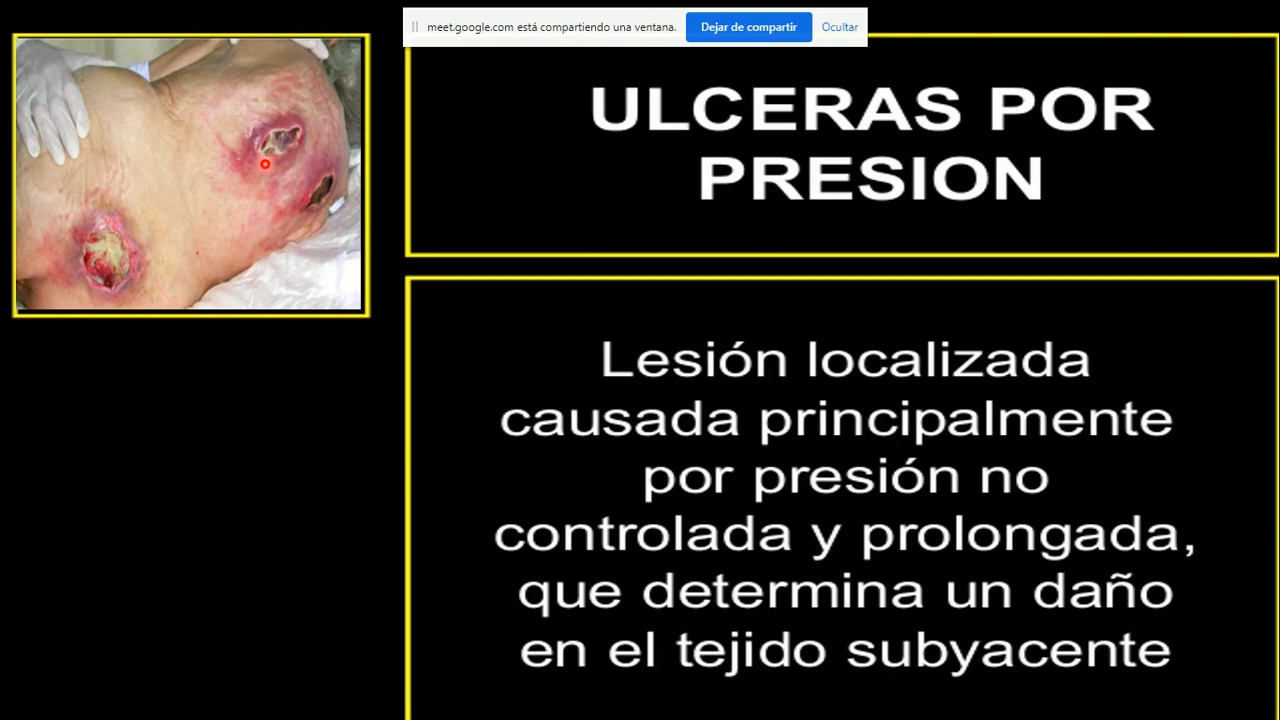 meet.google.com está compartiendo una ventana. Dejar de compartir Ocultar
ULCERAS POR
PRESION
Lesión localizada
causada principalmente
por presión no
controlada y prolongada,
que determina un daño
en el tejido subyacente